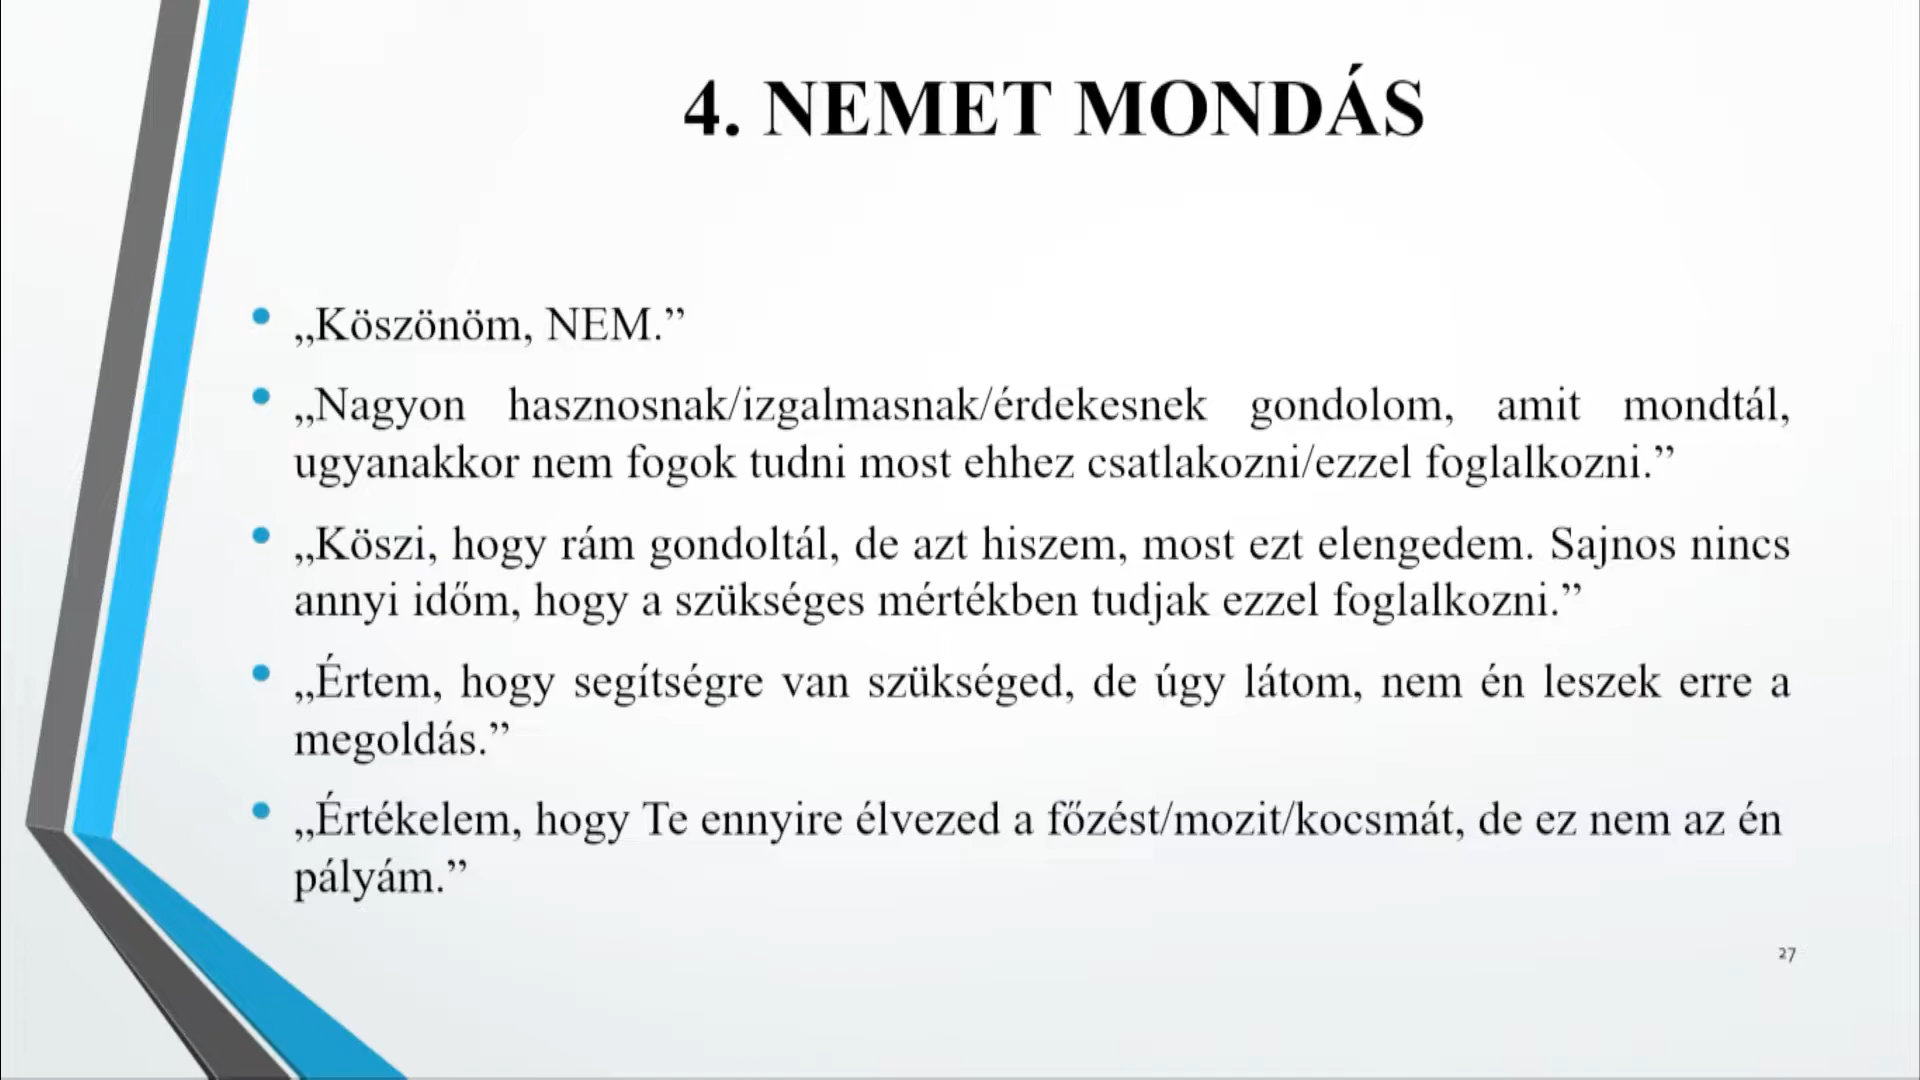 4. NEMET MONDÁS
• „Köszönöm, NEM.”
• „Nagyon hasznosnak/izgalmasnak/érdekesnek gondolom, amit mondtál,
ugyanakkor nem fogok tudni most ehhez csatlakozni/ezzel foglalkozni.”
• „Köszi, hogy rám gondoltál, de azt hiszem, most ezt elengedem. Sajnos nincs
annyi időm, hogy a szükséges mértékben tudjak ezzel foglalkozni.”
• „Értem, hogy segítségre van szükséged, de úgy látom, nem én leszek erre a
megoldás.”
• „Értékelem, hogy Te ennyire élvezed a főzést/mozit/kocsmát, de ez nem az én
pályám.”
27